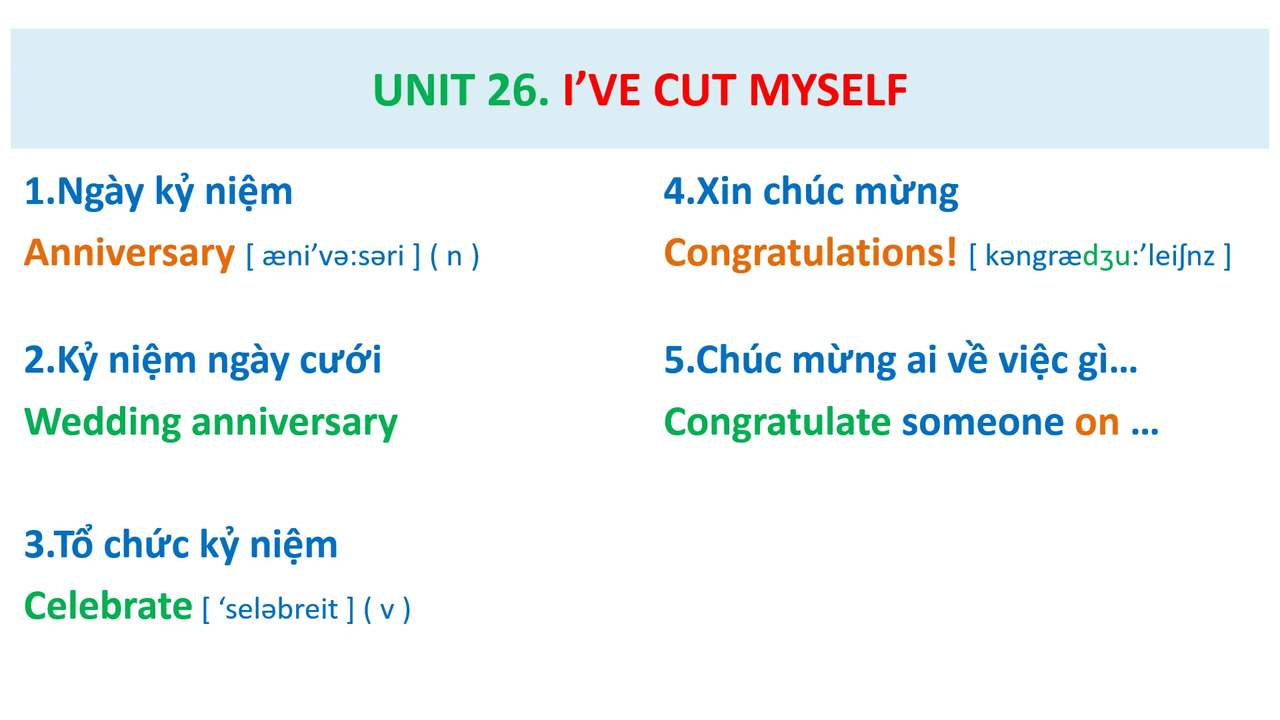 UNIT 26. I’VE CUT MYSELF
1.Ngày kỷ niệm
Anniversary [ æni’və:səri ] ( n )
2.Kỷ niệm ngày cưới
Wedding anniversary
3.Tổ chức kỷ niệm
Celebrate [ ‘seləbreit ] ( v )
4.Xin chúc mừng
Congratulations! [ kəngrædʒu:’leiʃnz ]
5.Chúc mừng ai về việc gì...
Congratulate someone on ...